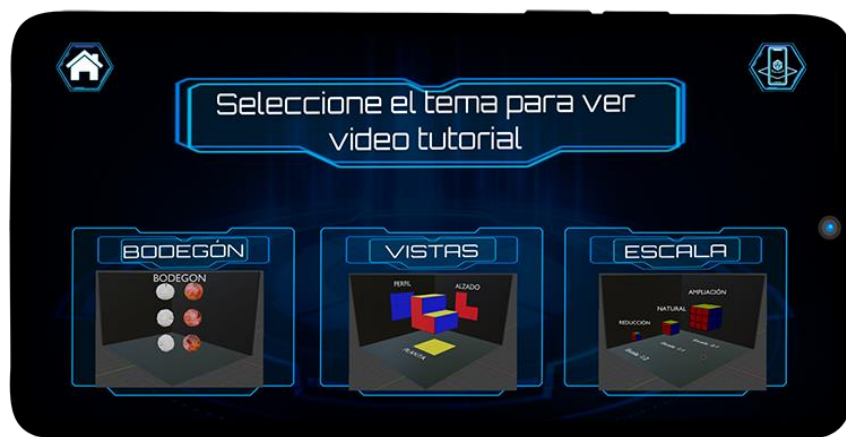 Seleccione el tema para ver
video tutorial
BODEGÓN
BODEGON
VISTAS
PERFIL
ALZADO
PLANTA
ESCALA
AMPLIACIÓN
NATURAL
REDUCCIÓN